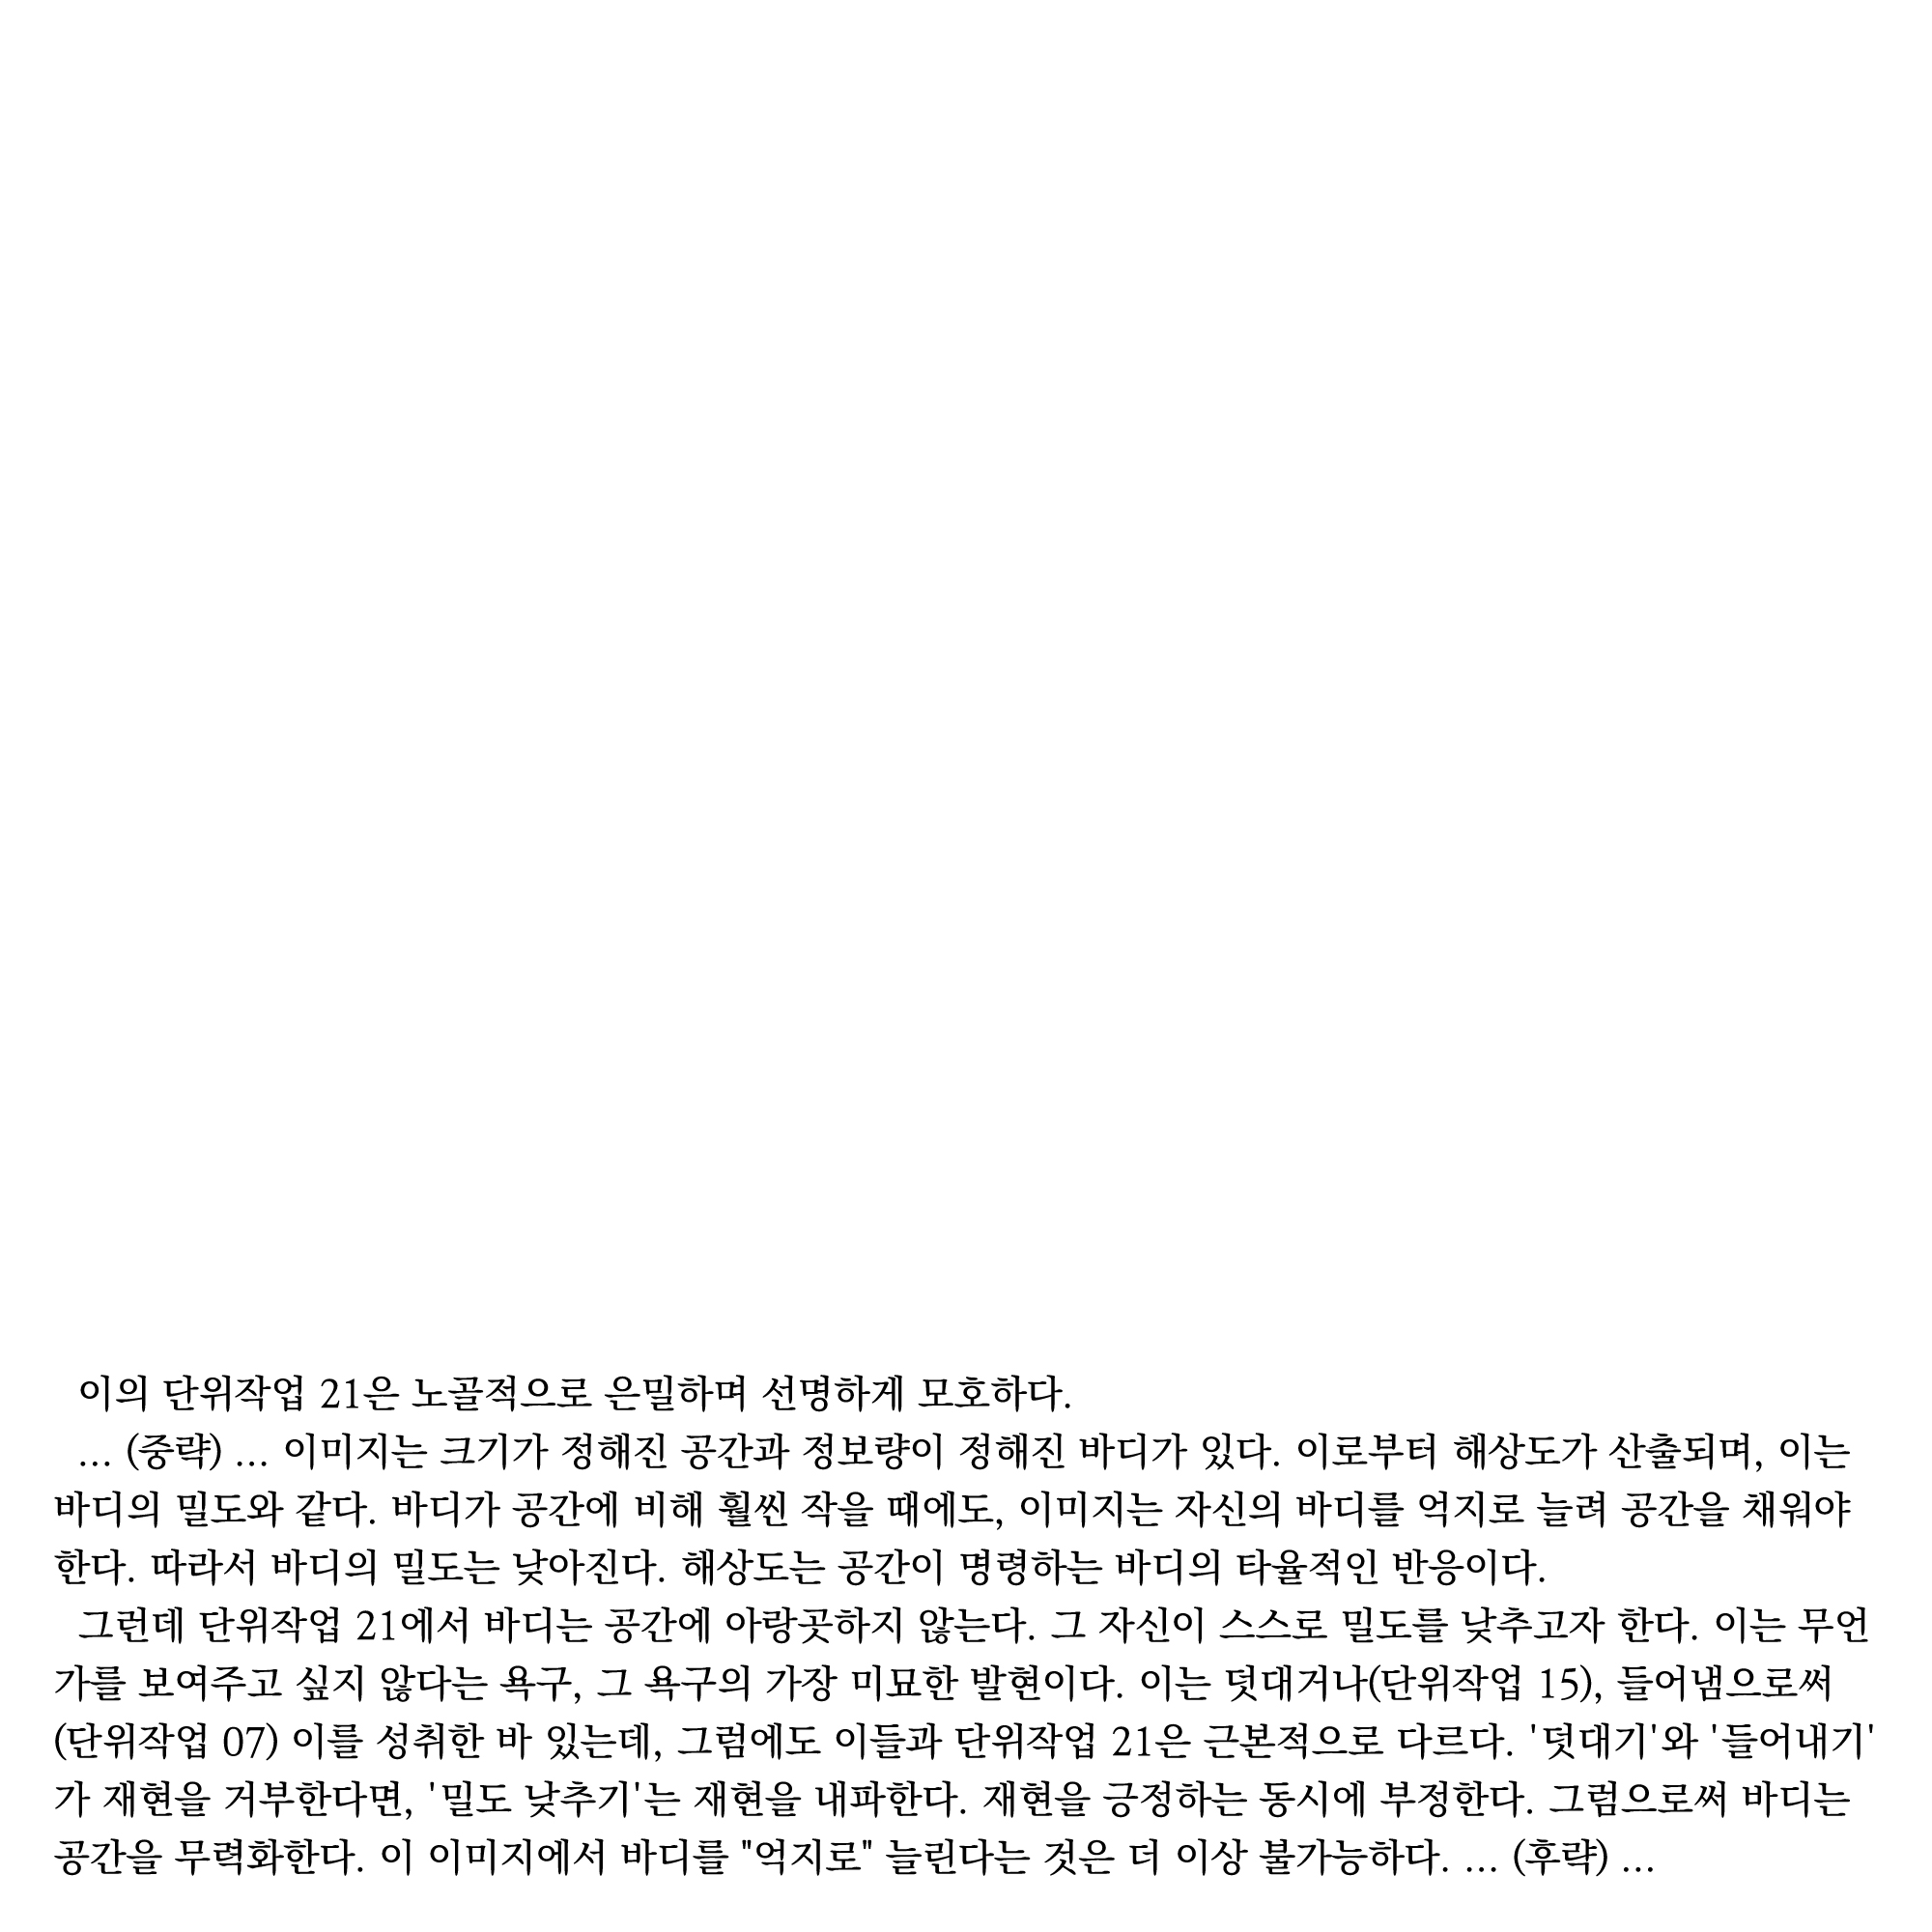 이의 단위작업 21은 노골적으로 은밀하며 선명하게 모호하다.
... (중략) ... 이미지는 크기가 정해진 공간과 정보량이 정해진 바디가 있다. 이로부터 해상도가 산출되며, 이는
바디의 밀도와 같다. 바디가 공간에 비해 훨씬 작을 때에도, 이미지는 자신의 바디를 억지로 늘려 공간을 채워야
한다. 따라서 바디의 밀도는 낮아진다. 해상도는 공간이 명령하는 바디의 타율적인 반응이다.
그런데 단위작업 21에서 바디는 공간에 아랑곳하지 않는다. 그 자신이 스스로 밀도를 낮추고자 한다. 이는 무언
가를 보여주고 싶지 않다는 욕구, 그 욕구의 가장 미묘한 발현이다. 이는 덧대거나(단위작업 15), 들어냄으로써
(단위작업 07) 이를 성취한 바 있는데, 그럼에도 이들과 단위작업 21은 근본적으로 다르다. '덧대기'와 '들어내기'
가 재현을 거부한다면, '밀도 낮추기'는 재현을 내파한다. 재현을 긍정하는 동시에 부정한다. 그럼으로써 바디는
공간을 무력화한다. 이 이미지에서 바디를 "억지로" 늘린다는 것은 더 이상 불가능하다. ... (후략) ...